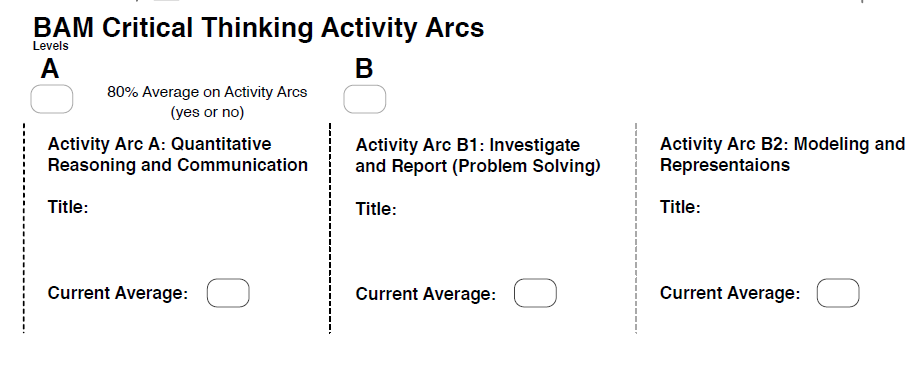 BAM Critical Thinking Activity Arcs
Levels
A
B
80% Average on Activity Arcs
(yes or no)
Activity Arc A: Quantitative
Reasoning and Communication
Title:
Current Average:
Activity Arc B1: Investigate
and Report (Problem Solving)
Title:
Current Average:
Activity Arc B2: Modeling and
Representaions
Title:
Current Average: